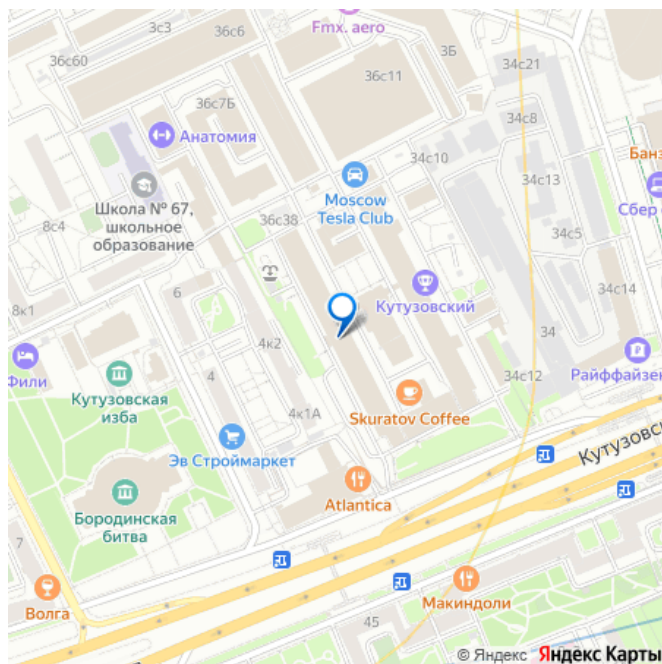 Fmx. aero
3с3
36с6
36с60
3Б
34с21
36с11
36с7Б
34с8
Анатомия
34с10
Банз
Moscow
Tesla Club
34с13
Школа № 67,
школьное
образование
Сбер
8с4
36с38
34с5
Кутузовский
34с14
8к1
6
34
4к2
Фили
4
34с12
Райффайзен
Кутузовская
изба
4к1А
Skuratov Coffee
Эв Строймаркет
Кутузовс
Atlantica
Бородинская
битва
7
Волга
Макиндоли
45
© Яндекс Яндекс Карты